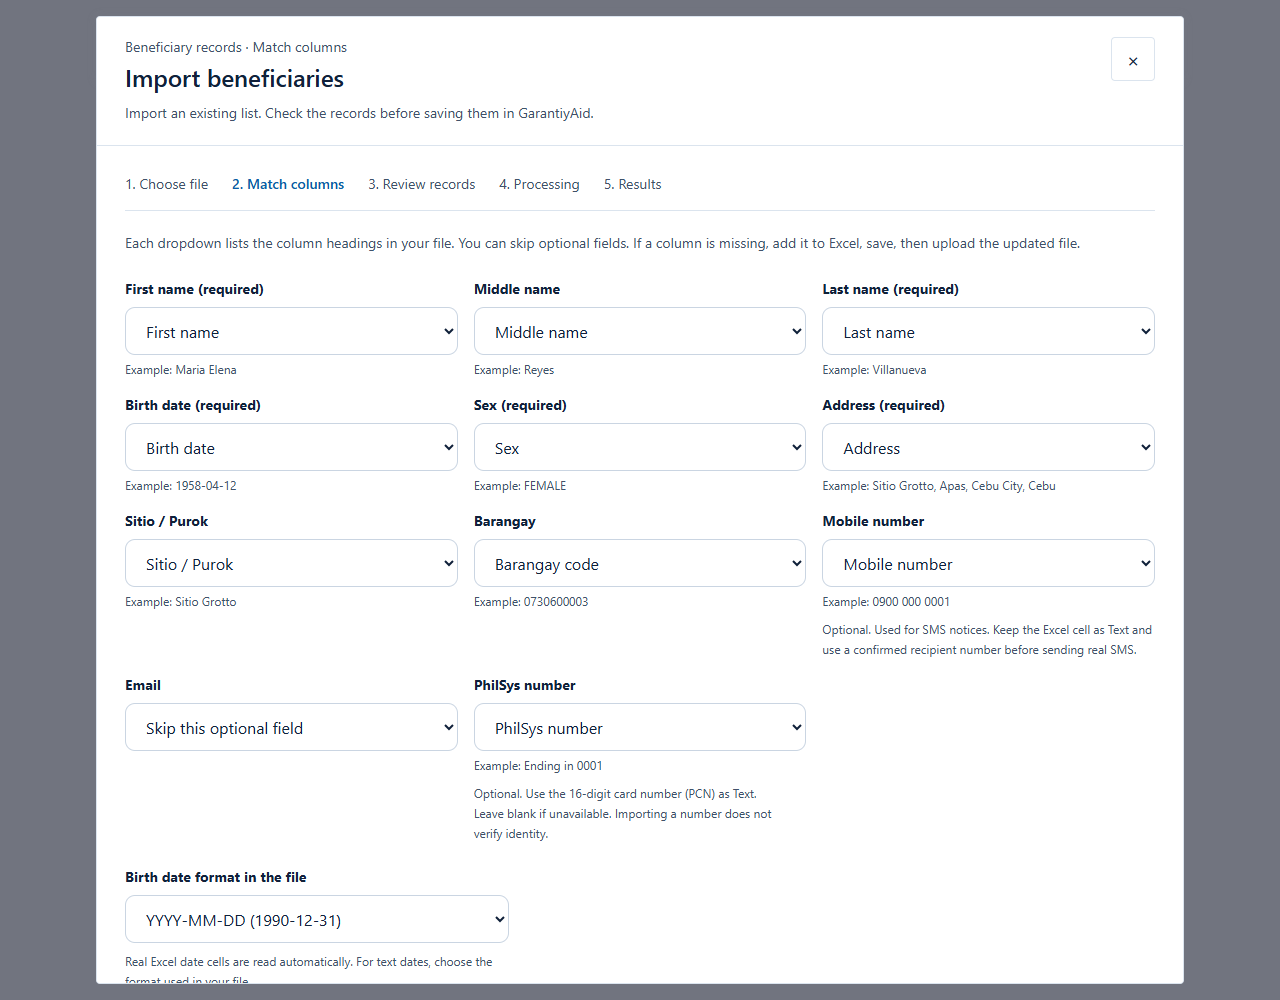 Beneficiary records · Match columns
Import beneficiaries
×
Import an existing list. Check the records before saving them in GarantiyAid.
1. Choose file 2. Match columns 3. Review records 4. Processing 5. Results
Each dropdown lists the column headings in your file. You can skip optional fields. If a column is missing, add it to Excel, save, then upload the updated file.
First name (required)
First name
Example: Maria Elena
Middle name
Middle name
Example: Reyes
Last name (required)
Last name
Example: Villanueva
Birth date (required)
Birth date
Example: 1958-04-12
Sex (required)
Sex
Example: FEMALE
Address (required)
Address
Example: Sitio Grotto, Apas, Cebu City, Cebu
Sitio / Purok
Sitio / Purok
Example: Sitio Grotto
Barangay
Barangay code
Example: 0730600003
Mobile number
Mobile number
Example: 0900 000 0001
Optional. Used for SMS notices. Keep the Excel cell as Text and
use a confirmed recipient number before sending real SMS.
Email
Skip this optional field
PhilSys number
PhilSys number
Example: Ending in 0001
Optional. Use the 16-digit card number (PCN) as Text.
Leave blank if unavailable. Importing a number does not
verify identity.
Birth date format in the file
YYYY-MM-DD (1990-12-31)
Real Excel date cells are read automatically. For text dates, choose the
format used in your file.